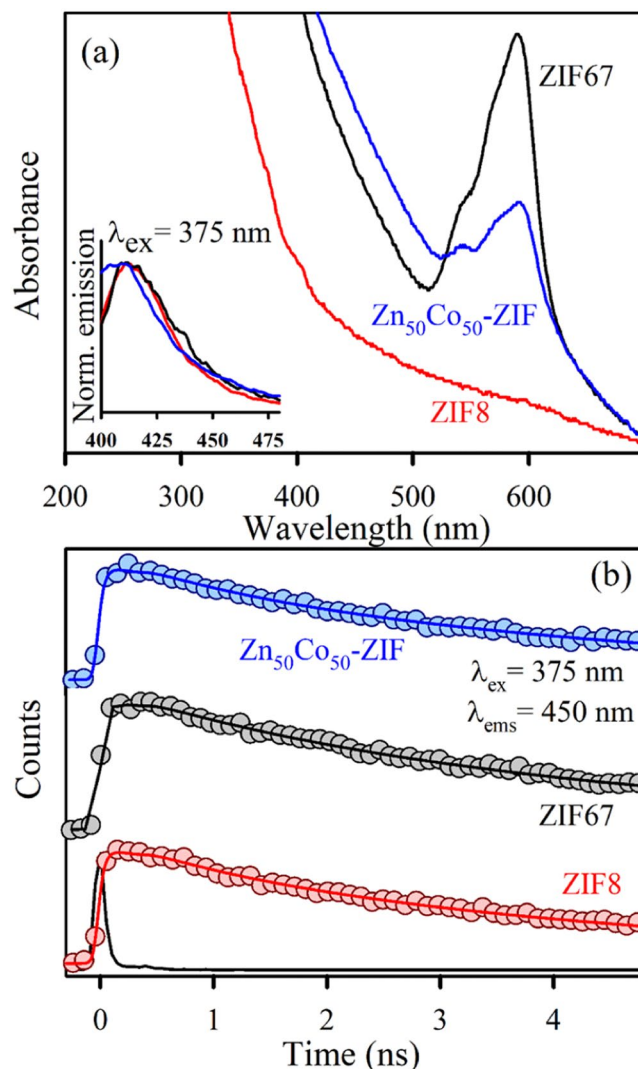 (a)
ZIF67
λex= 375 nm
Absorbance
Norm. emission
Zn50Co50-ZIF
ZIF8
400 425 450 475
200 300 400 500 600
Wavelength (nm)
(b)
Zn50Co50-ZIF
λex= 375 nm
λems= 450 nm
Counts
ZIF67
ZIF8
0 1 2 3 4
Time (ns)